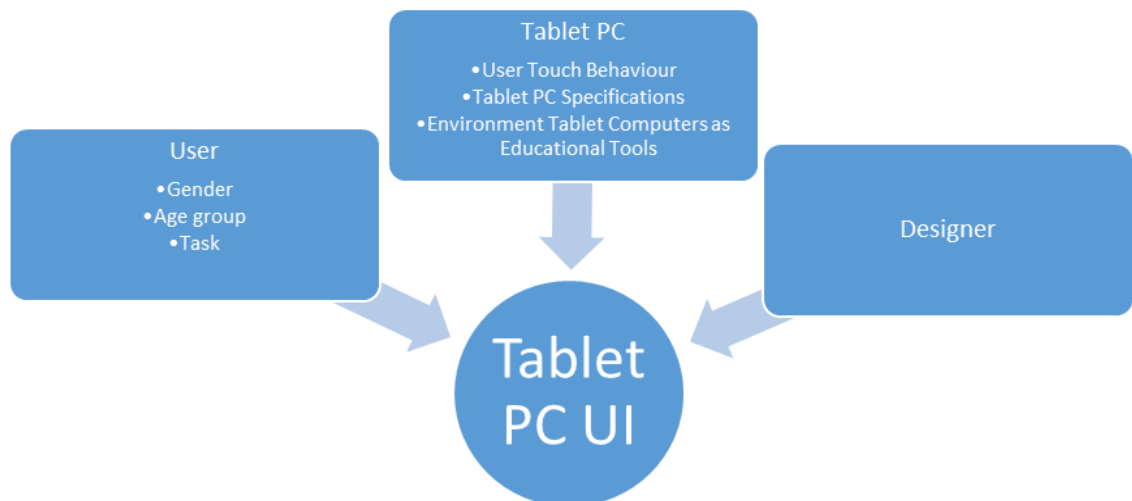 Tablet PC
•User Touch Behaviour
•Tablet PC Specifications
•Environment Tablet Computers as
Educational Tools
User
•Gender
•Age group
•Task
Designer
Tablet
PC UI